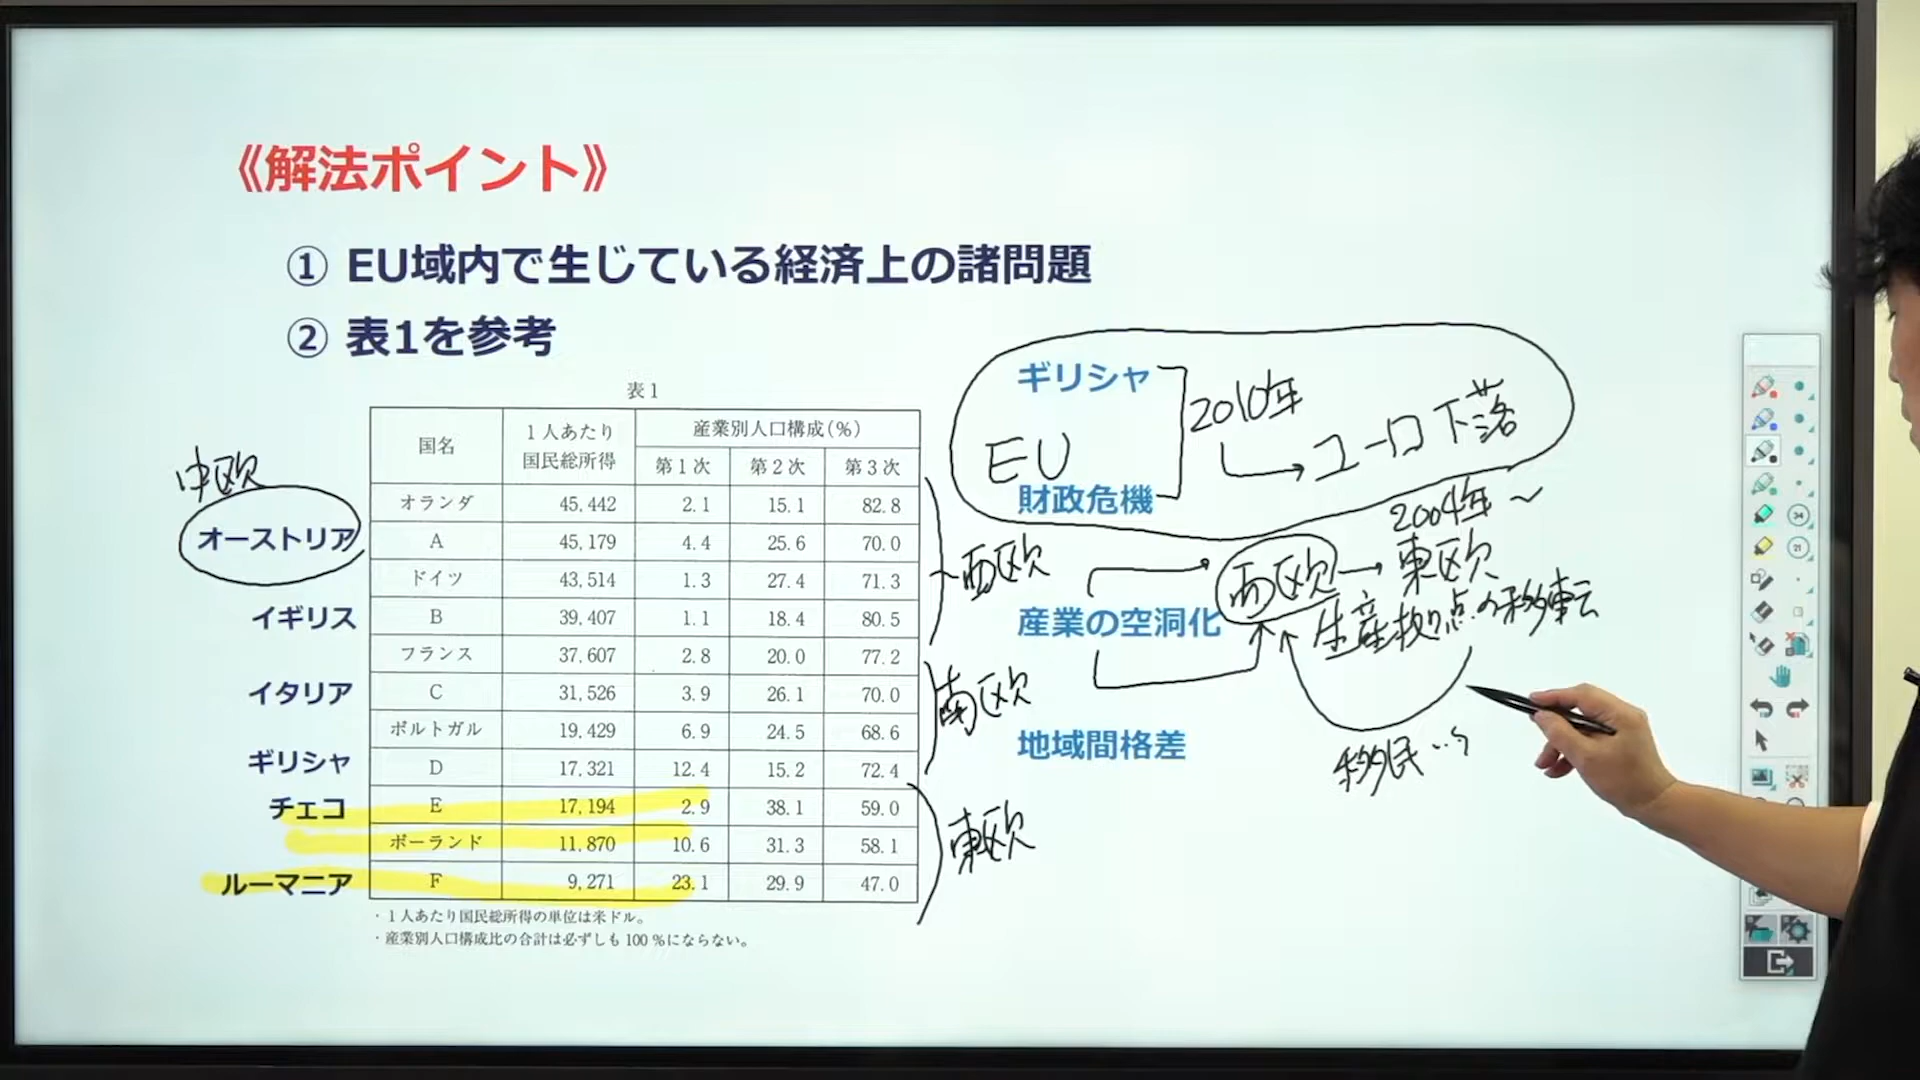 《解法ポイント》
① EU域内で生じている経済上の諸問題
② 表1を参考
表1
国名 1人あたり国民総所得 産業別人口構成(%)
第1次 第2次 第3次
オランダ 45,442 2.1 15.1 82.8
A 45,179 4.4 25.6 70.0
ドイツ 43,514 1.3 27.4 71.3
B 39,407 1.1 18.4 80.5
フランス 37,607 2.8 20.0 77.2
C 31,526 3.9 26.1 70.0
ポルトガル 19,429 6.9 24.5 68.6
D 17,321 12.4 15.2 72.4
E 17,194 2.9 38.1 59.0
ポーランド 11,870 10.6 31.3 58.1
F 9,271 23.1 29.9 47.0
・1人あたり国民総所得の単位は米ドル。
・産業別人口構成比の合計は必ずしも100%にならない。
中欧
オーストリア
イギリス
イタリア
ギリシャ
チェコ
ルーマニア
西欧
南欧
東欧
ギリシャ
EU
財政危機
2010年
ユーロ下落
産業の空洞化
2004年〜
西欧→東欧
生産拠点の移転
移民…
地域間格差